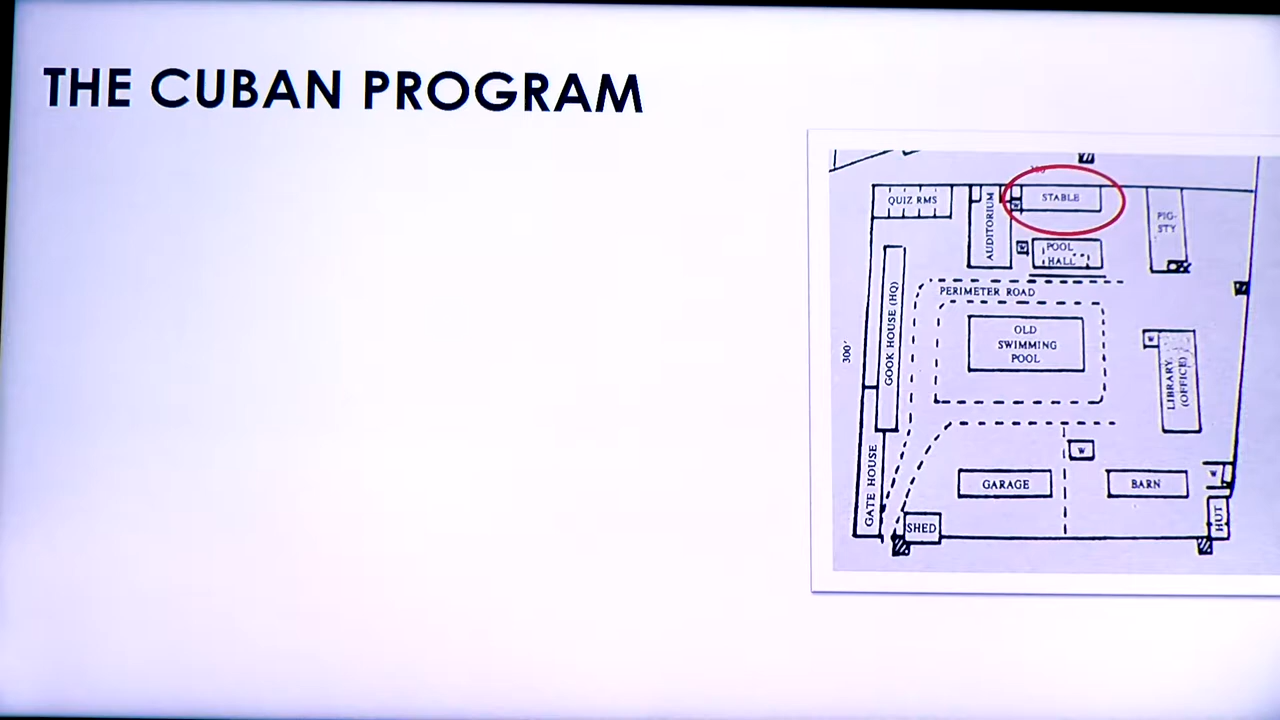 THE CUBAN PROGRAM
QUIZ RMS
AUDITORIUM
STABLE
PIG-
STY
POOL
HALL
PERIMETER ROAD
GOOK HOUSE (HQ)
300'
OLD
SWIMMING
POOL
W
LIBRARY
(OFFICE)
W
GATE HOUSE
GARAGE
BARN
W
SHED
HUT